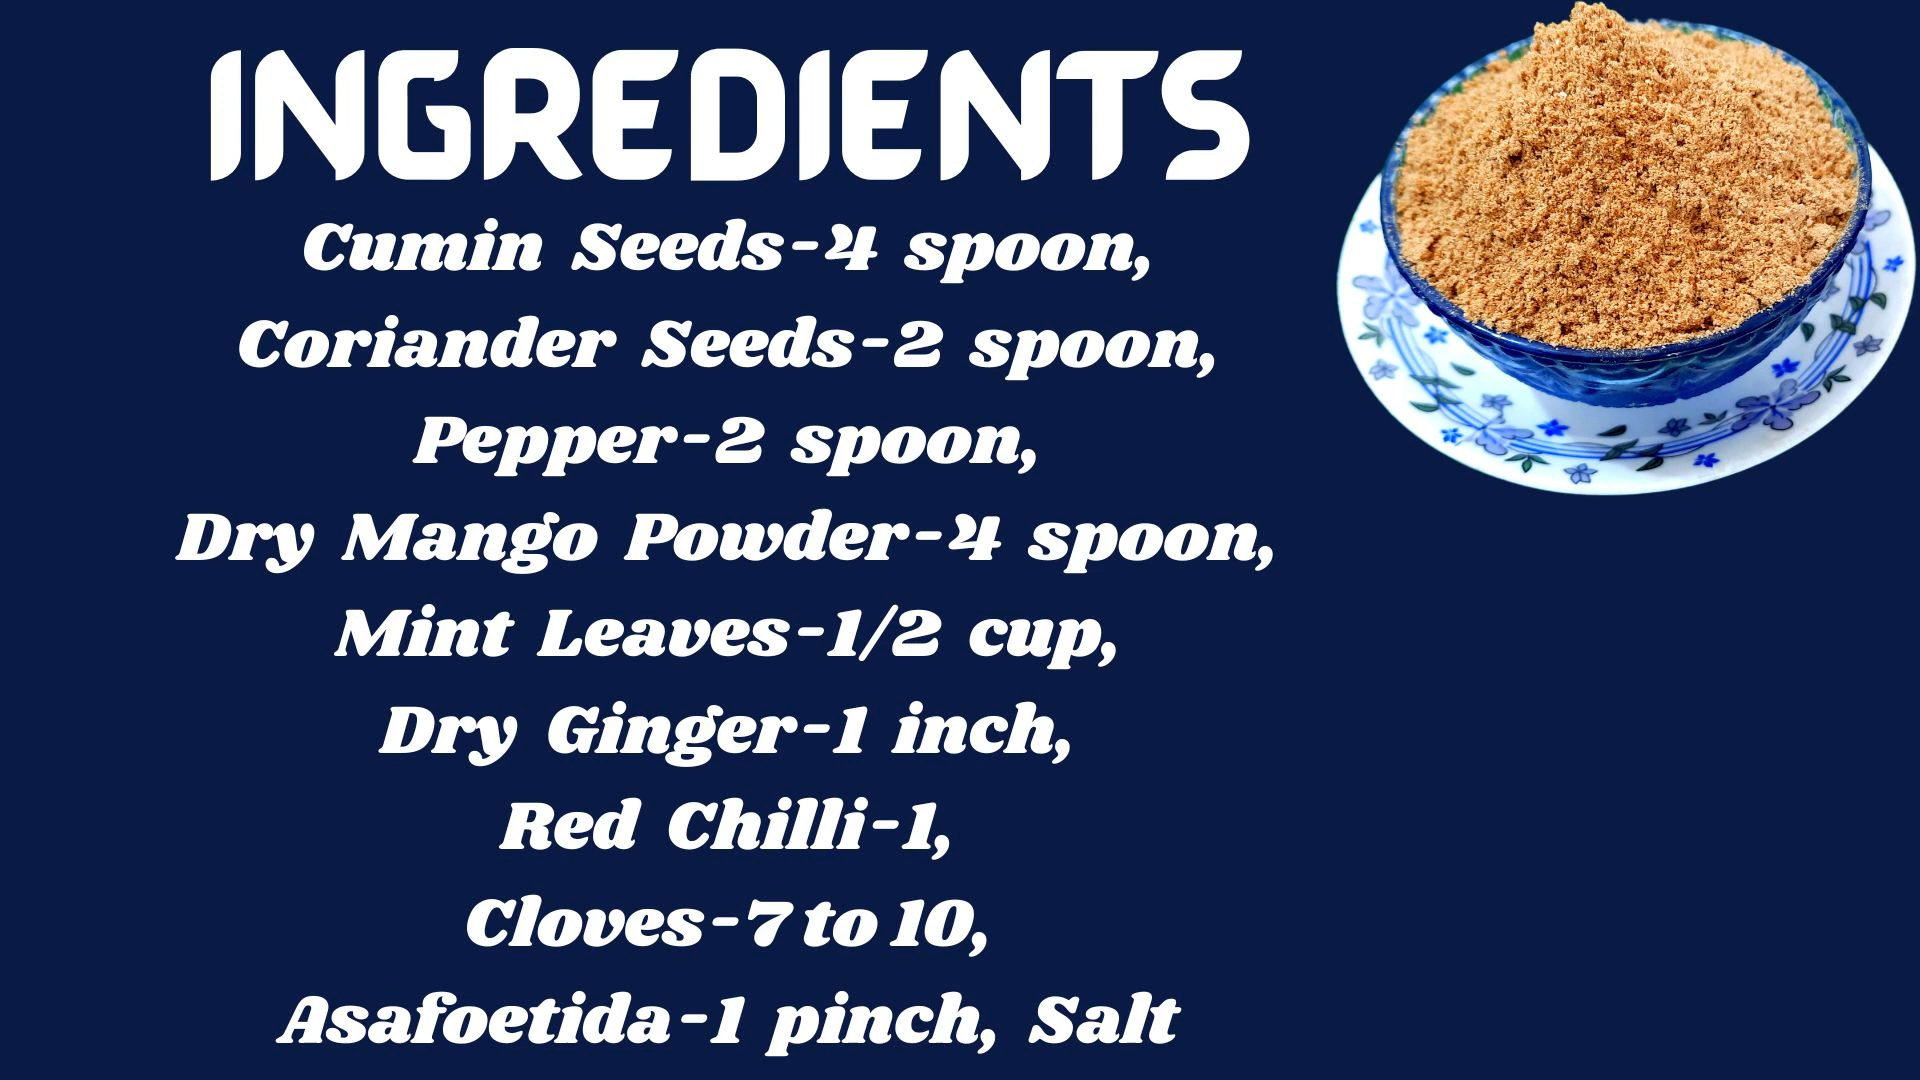 INGREDIENTS
Cumin Seeds-4 spoon,
Coriander Seeds-2 spoon,
Pepper-2 spoon,
Dry Mango Powder-4 spoon,
Mint Leaves-1/2 cup,
Dry Ginger-1 inch,
Red Chilli-1,
Cloves-7 to 10,
Asafoetida-1 pinch, Salt